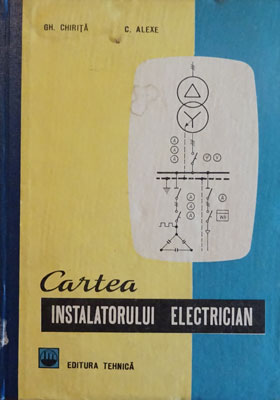 GH. CHIRIȚĂ C. ALEXE
Cartea
INSTALATORULUI ELECTRICIAN
EDITURA TEHNICĂ